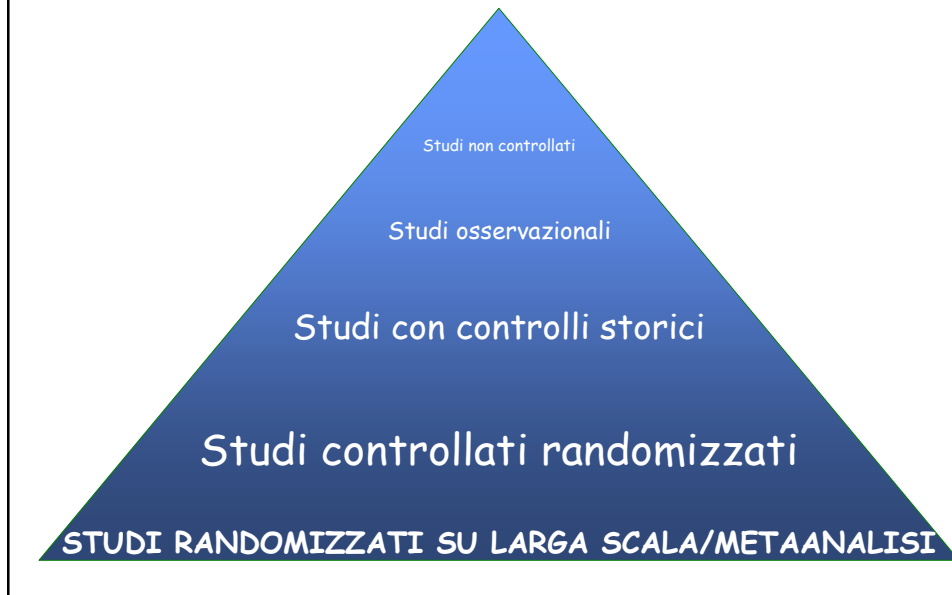 Studi non controllati
Studi osservazionali
Studi con controlli storici
Studi controllati randomizzati
STUDI RANDOMIZZATI SU LARGA SCALA/METAANALISI